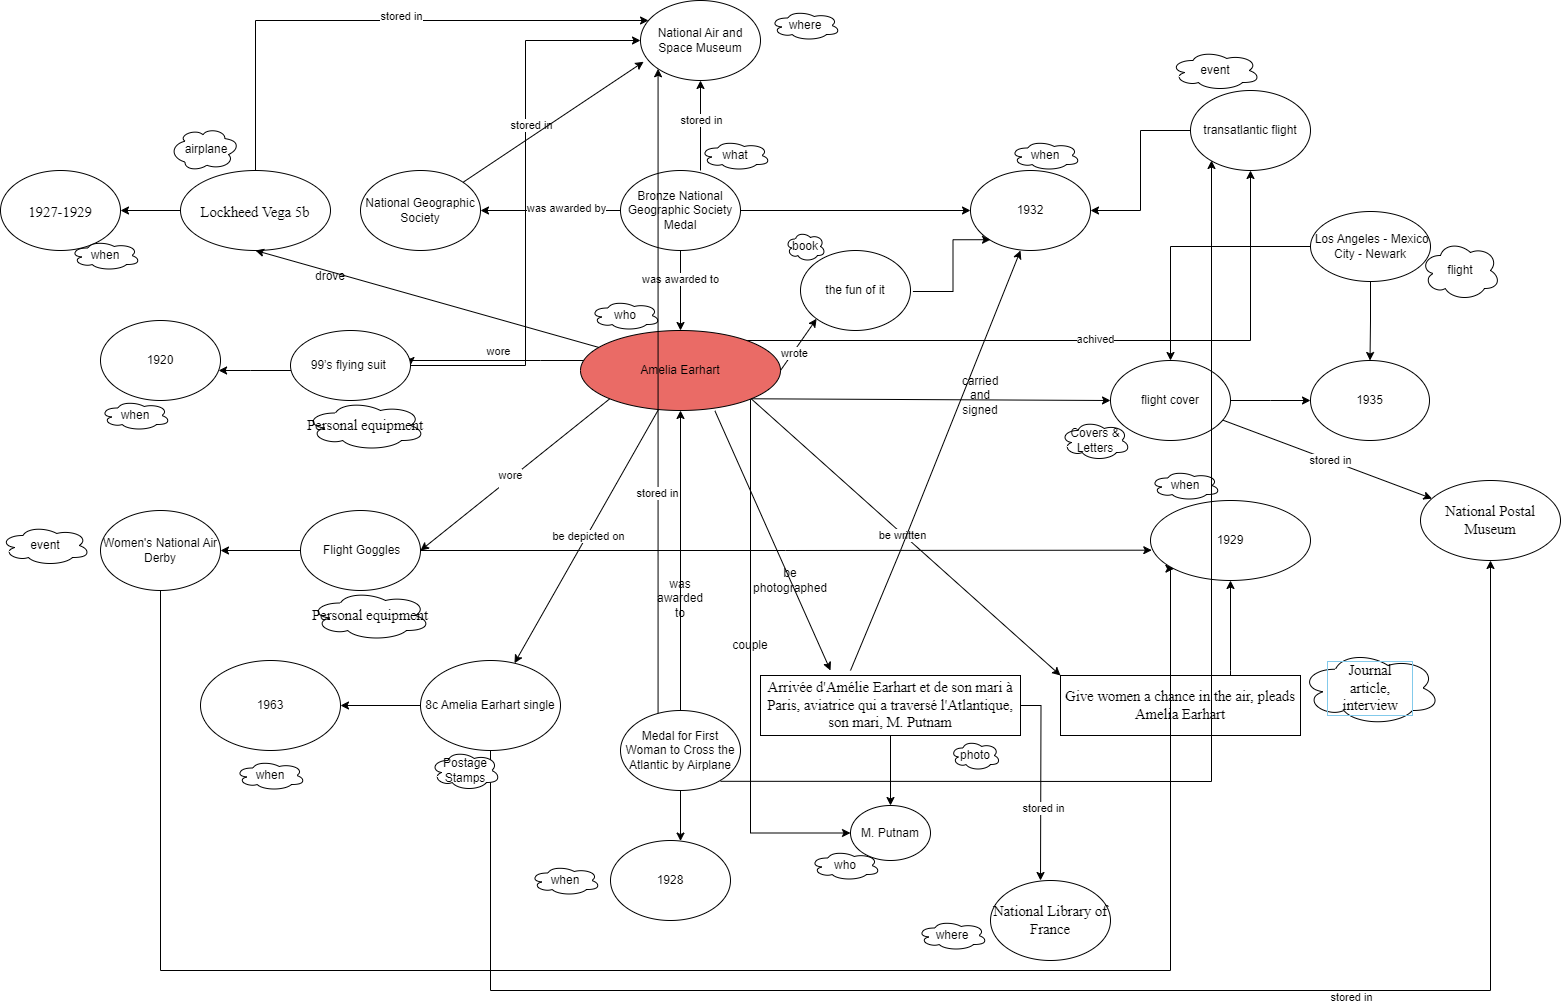 stored in
National Air and
Space Museum
where
event
transatlantic flight
stored in
stored in
airplane
what
when
1927-1929
Lockheed Vega 5b
National Geographic
Society
was awarded by
Bronze National
Geographic Society
Medal
1932
when
drove
was awarded to
book
the fun of it
Los Angeles - Mexico
City - Newark
flight
who
1920
99's flying suit
wore
Amelia Earhart
wrote
achived
when
Personal equipment
carried
and
signed
flight cover
1935
Covers &
Letters
stored in
wore
stored in
when
National Postal
Museum
event
Women's National Air
Derby
Flight Goggles
be depicted on
be written
1929
Personal equipment
was
awarded
to
be
photographed
couple
1963
8c Amelia Earhart single
Arrivée d'Amélie Earhart et de son mari à
Paris, aviatrice qui a traversé l'Atlantique,
son mari, M. Putnam
Give women a chance in the air, pleads
Amelia Earhart
Journal
article,
interview
when
Postage
Stamps
Medal for First
Woman to Cross the
Atlantic by Airplane
photo
stored in
M. Putnam
who
when
1928
where
National Library of
France
stored in